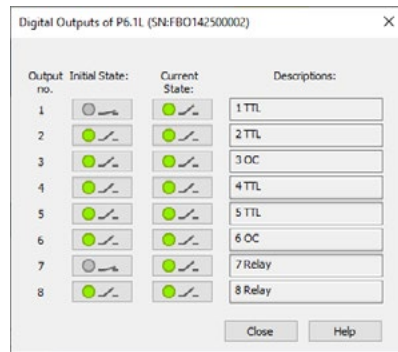 Digital Outputs of P6.1L (SN:FBO142500002)
Output no. Initial State: Current State: Descriptions:
1 1 TTL
2 2 TTL
3 3 OC
4 4 TTL
5 5 TTL
6 6 OC
7 7 Relay
8 8 Relay
Close Help